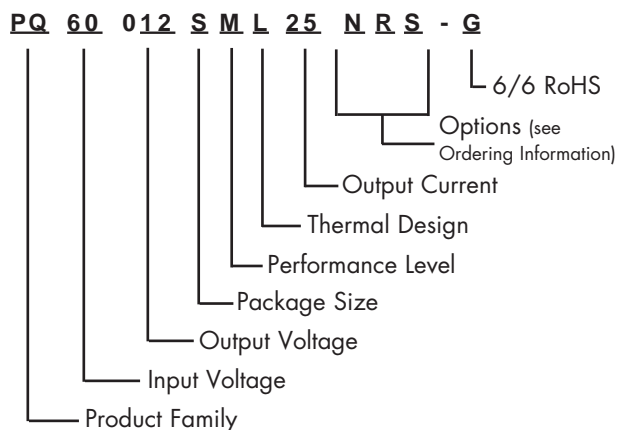 PQ 60 012 S M L 25 N R S - G
6/6 RoHS
Options (see
Ordering Information)
Output Current
Thermal Design
Performance Level
Package Size
Output Voltage
Input Voltage
Product Family